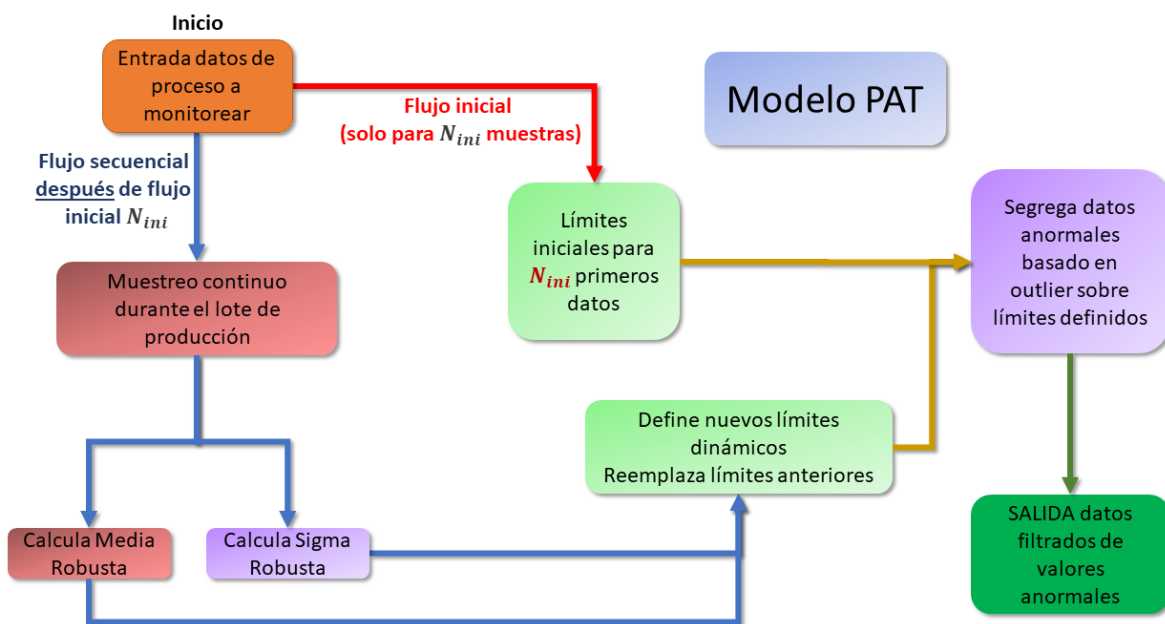 Inicio
Entrada datos de
proceso a
monitorear
Modelo PAT
Flujo inicial
(solo para N_ini muestras)
Flujo secuencial
después de flujo
inicial N_ini
Límites
iniciales para
N_ini primeros
datos
Segrega datos
anormales
basado en
outlier sobre
límites definidos
Muestreo continuo
durante el lote de
producción
Define nuevos límites
dinámicos
Reemplaza límites anteriores
Calcula Media
Robusta
Calcula Sigma
Robusta
SALIDA datos
filtrados de
valores
anormales